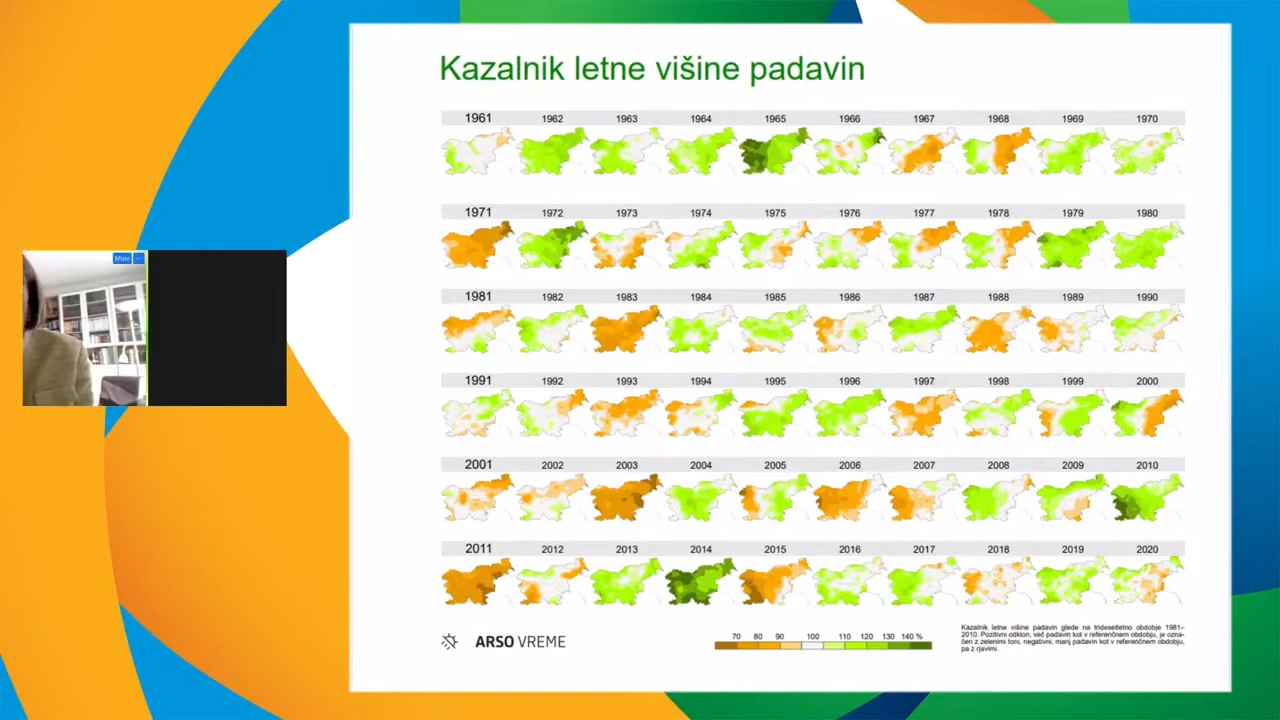 Kazalnik letne višine padavin
1961 1962 1963 1964 1965 1966 1967 1968 1969 1970
1971 1972 1973 1974 1975 1976 1977 1978 1979 1980
Mute
1981 1982 1983 1984 1985 1986 1987 1988 1989 1990
1991 1992 1993 1994 1995 1996 1997 1998 1999 2000
2001 2002 2003 2004 2005 2006 2007 2008 2009 2010
2011 2012 2013 2014 2015 2016 2017 2018 2019 2020
ARSO VREME
70 80 90 100 110 120 130 140 %
Kazalnik letne višine padavin glede na tridesetletno obdobje 1981–
2010. Pozitivni odklon, več padavin kot v referenčnem obdobju, je ozna-
čen z zelenimi toni, negativni, manj padavin kot v referenčnem obdobju,
pa z rjavimi.